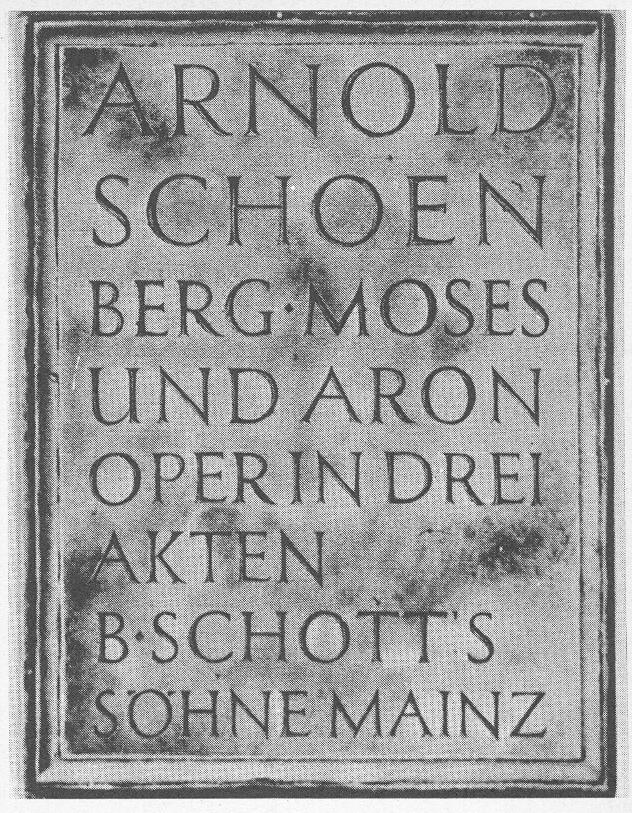 ARNOLD
SCHOEN
BERG·MOSES
UND ARON
OPER IN DREI
AKTEN
B·SCHOTT'S
SÖHNE MAINZ